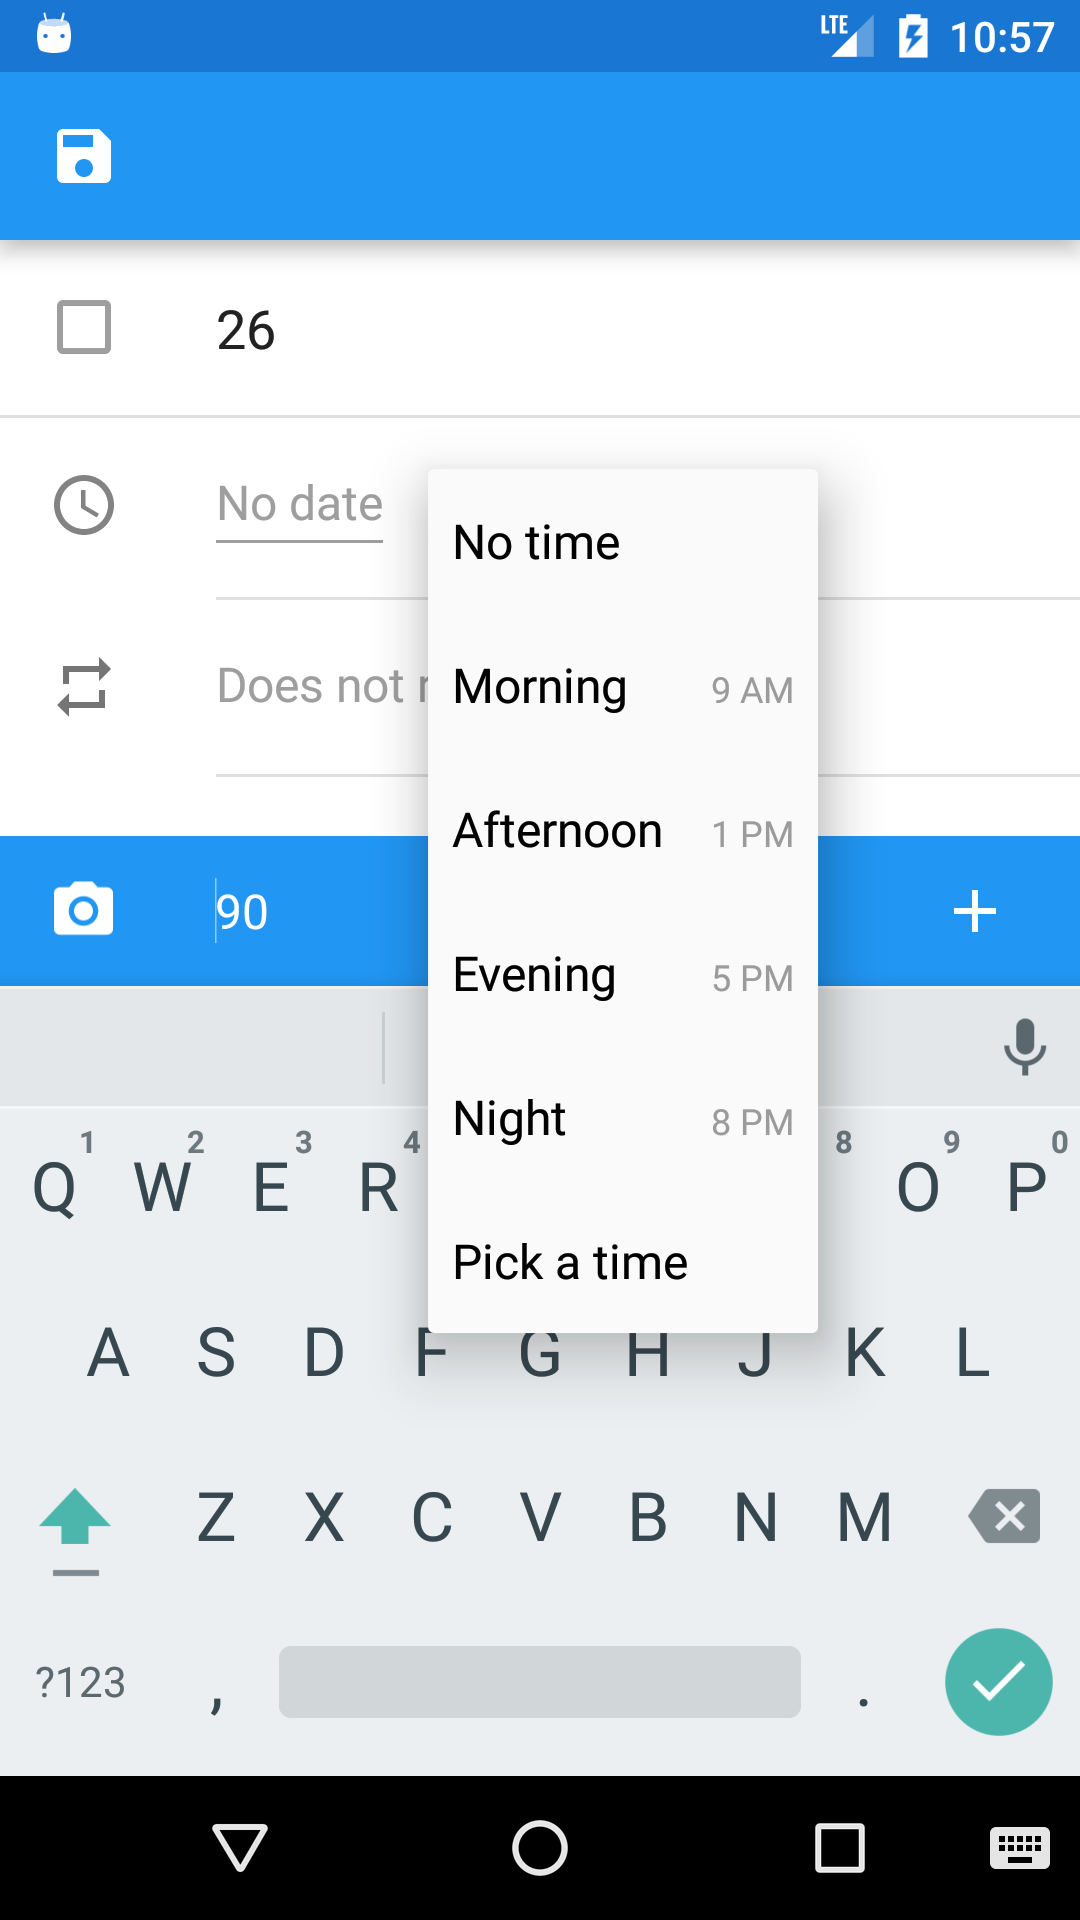 LTE 10:57
26
No date
No time
Does not r
Morning 9 AM
Afternoon 1 PM
90
Evening 5 PM
Night 8 PM
Pick a time
1 2 3 4 8 9 0
Q W E R O P
A S D F G H J K L
Z X C V B N M
?123 , .